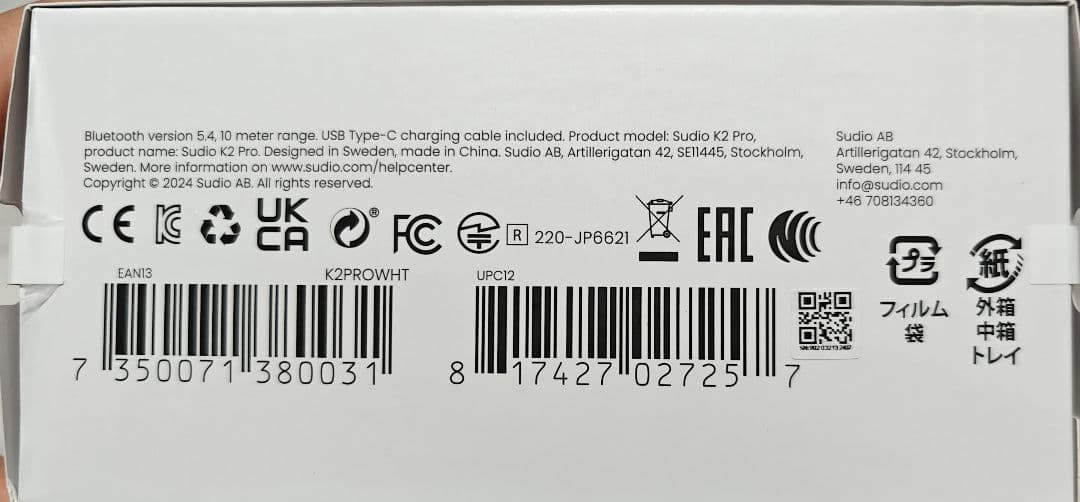 Bluetooth version 5.4, 10 meter range. USB Type-C charging cable included. Product model: Sudio K2 Pro,
product name: Sudio K2 Pro. Designed in Sweden, made in China. Sudio AB, Artillerigatan 42, SE11445, Stockholm,
Sweden. More information on www.sudio.com/helpcenter.
Copyright © 2024 Sudio AB. All rights reserved.
Sudio AB
Artillerigatan 42, Stockholm,
Sweden, 114 45
info@sudio.com
+46 708134360
CE
UK
CA
®
FC
R 220-JP6621
EAC
プラ
フィルム
袋
紙
外箱
中箱
トレイ
EAN13 K2PROWHT
7 350071 380031
UPC12
8 17427 02725 7